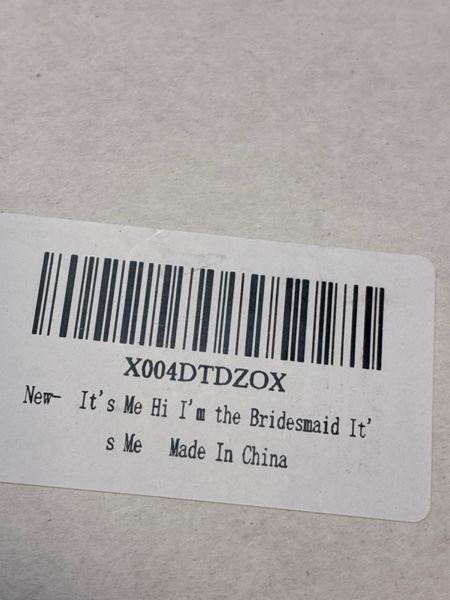 X004DTDZOX
New- It's Me Hi I'm the Bridesmaid It'
s Me Made In China